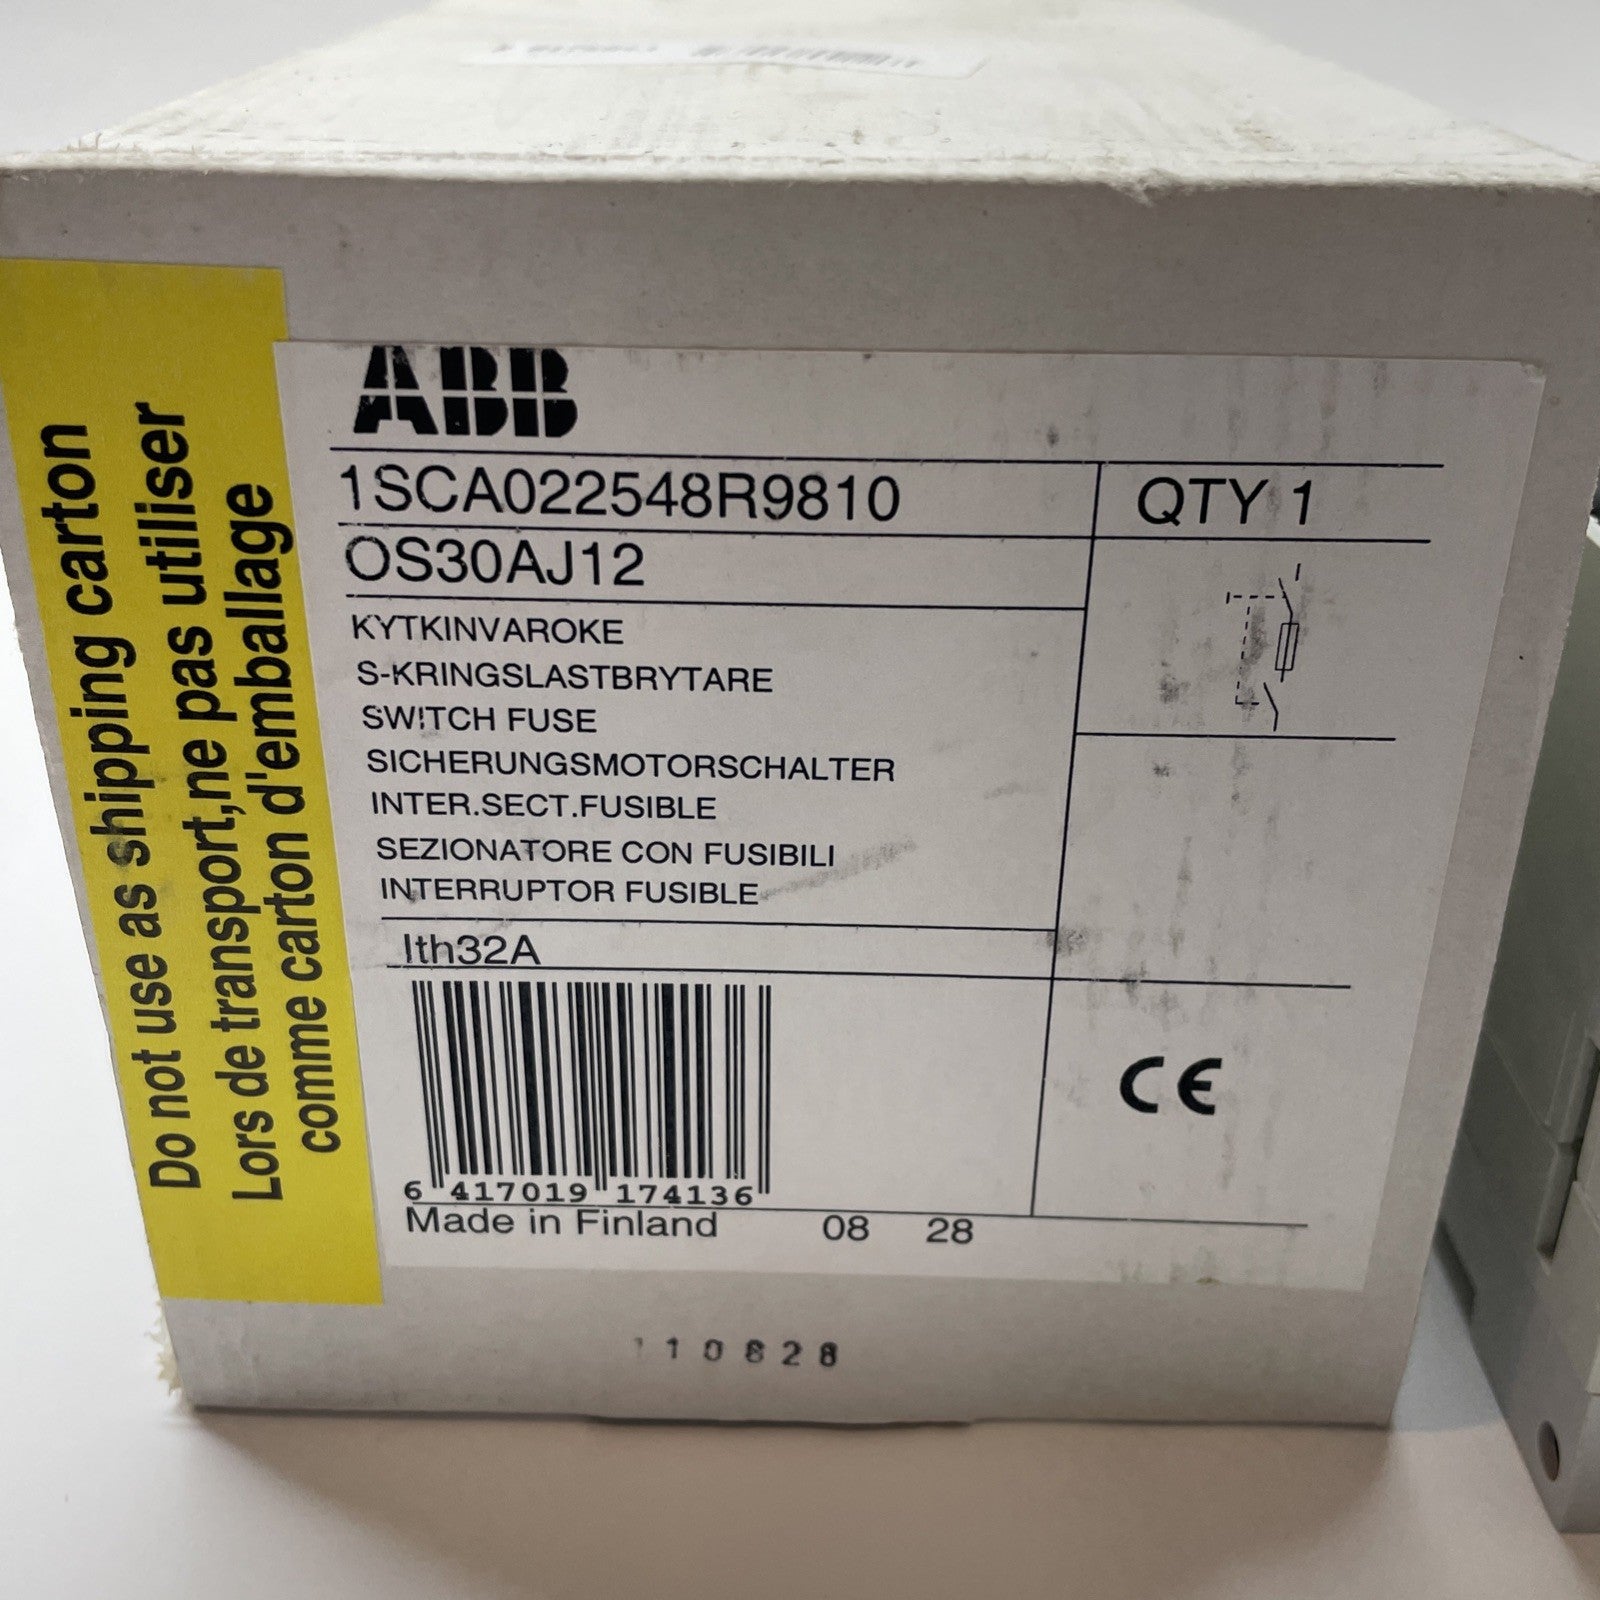 Do not use as shipping carton
Lors de transport,ne pas utiliser
comme carton d'emballage
ABB
1SCA022548R9810
QTY 1
OS30AJ12
KYTKINVAROKE
S-KRINGSLASTBRYTARE
SWITCH FUSE
SICHERUNGSMOTORSCHALTER
INTER.SECT.FUSIBLE
SEZIONATORE CON FUSIBILI
INTERRUPTOR FUSIBLE
Ith32A
CE
6 417019 174136
Made in Finland 08 28
110828